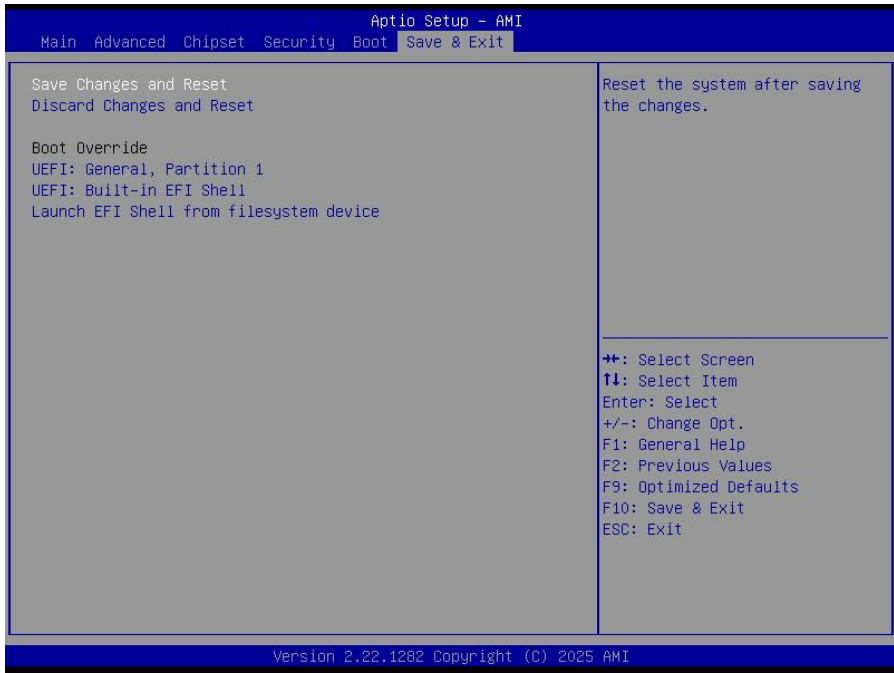 Aptio Setup - AMI
Main Advanced Chipset Security Boot Save & Exit
Save Changes and Reset
Discard Changes and Reset
Boot Override
UEFI: General, Partition 1
UEFI: Built-in EFI Shell
Launch EFI Shell from filesystem device
Reset the system after saving
the changes.
→←: Select Screen
↑↓: Select Item
Enter: Select
+/-: Change Opt.
F1: General Help
F2: Previous Values
F9: Optimized Defaults
F10: Save & Exit
ESC: Exit
Version 2.22.1282 Copyright (C) 2025 AMI